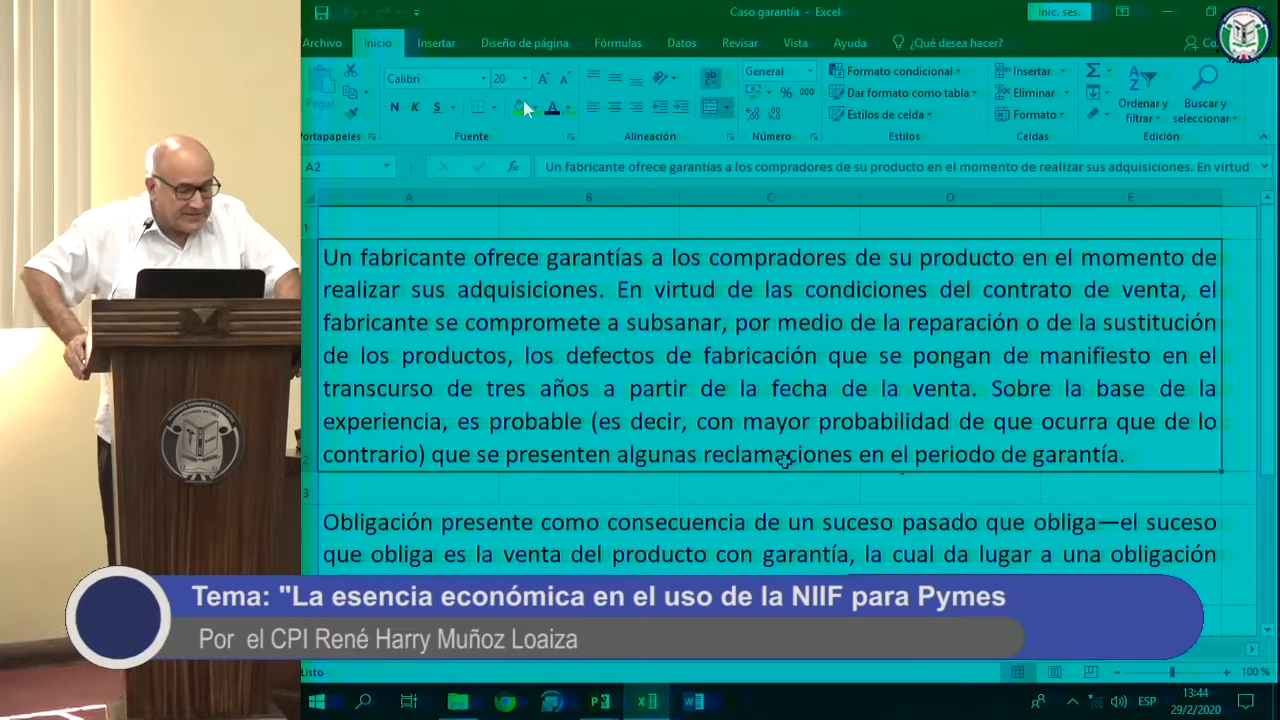 Caso garantía - Excel
Inic. ses.
Archivo Inicio Insertar Diseño de página Fórmulas Datos Revisar Vista Ayuda ¿Qué desea hacer?
Pegar
Calibri 20
N K S
ab
General
% 000
Formato condicional
Dar formato como tabla
Estilos de celda
Insertar
Eliminar
Formato
Ordenar y filtrar
Buscar y seleccionar
Portapapeles Fuente Alineación Número Estilos Celdas Edición
A2 fx Un fabricante ofrece garantías a los compradores de su producto en el momento de realizar sus adquisiciones. En virtud
A B C D E
1
Un fabricante ofrece garantías a los compradores de su producto en el momento de
realizar sus adquisiciones. En virtud de las condiciones del contrato de venta, el
fabricante se compromete a subsanar, por medio de la reparación o de la sustitución
de los productos, los defectos de fabricación que se pongan de manifiesto en el
transcurso de tres años a partir de la fecha de la venta. Sobre la base de la
experiencia, es probable (es decir, con mayor probabilidad de que ocurra que de lo
2 contrario) que se presenten algunas reclamaciones en el periodo de garantía.
3
Obligación presente como consecuencia de un suceso pasado que obliga—el suceso
que obliga es la venta del producto con garantía, la cual da lugar a una obligación
Tema: "La esencia económica en el uso de la NIIF para Pymes
Por el CPI René Harry Muñoz Loaiza
Listo
100 %
ESP
13:44
29/2/2020